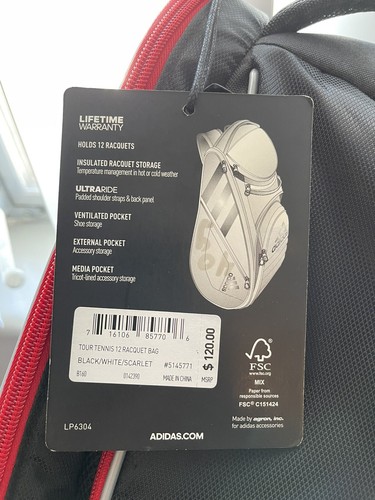 LIFETIME
WARRANTY
HOLDS 12 RACQUETS
INSULATED RACQUET STORAGE
Temperature management in hot or cold weather
ULTRARIDE
Padded shoulder straps & back panel
VENTILATED POCKET
Shoe storage
EXTERNAL POCKET
Accessory storage
MEDIA POCKET
Tricot-lined accessory storage
7 16106 85770 6
TOUR TENNIS 12 RACQUET BAG
BLACK/WHITE/SCARLET #5145771
MADE IN CHINA MSRP
$ 120.00
LP6304
ADIDAS.COM
FSC
www.fsc.org
MIX
Paper from
responsible sources
FSC® C151424
Made by agron, inc.
for adidas accessories